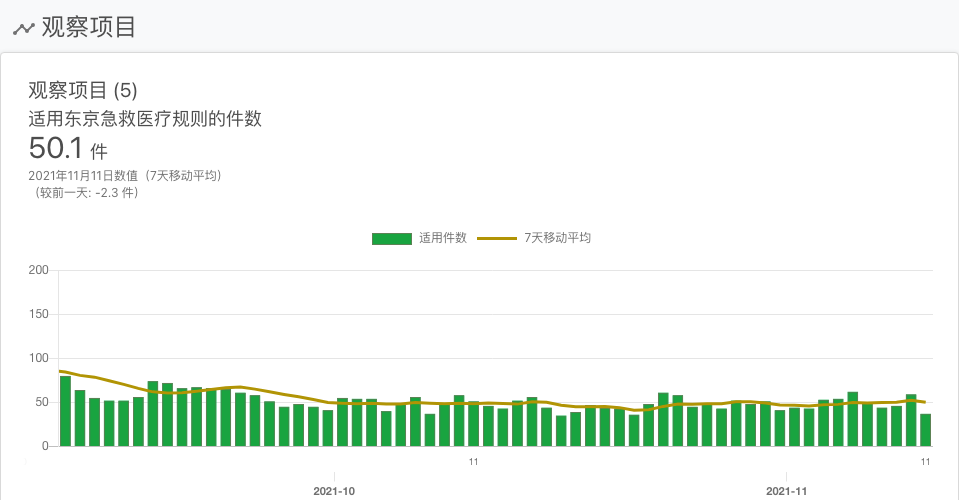 观察项目
观察项目 (5)
适用东京急救医疗规则的件数
50.1 件
2021年11月11日数值（7天移动平均）
（较前一天: -2.3 件）
适用件数 7天移动平均
200
150
100
50
0
11 11
2021-10 2021-11